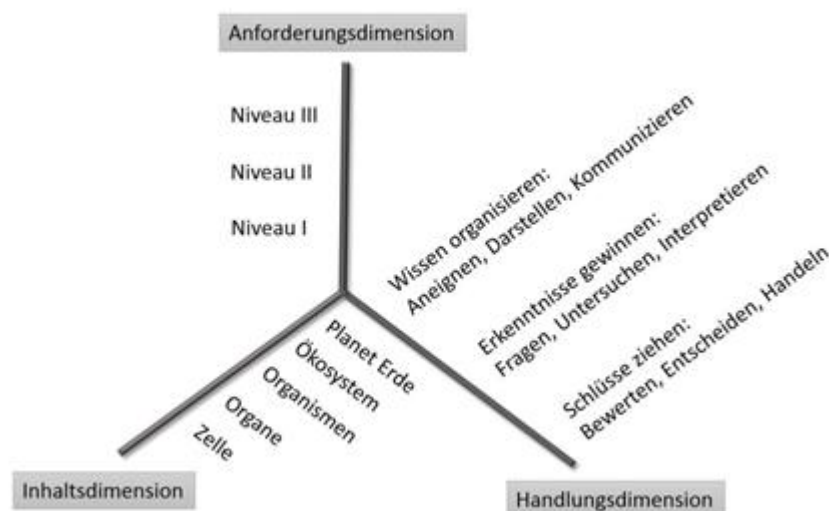 Anforderungsdimension
Niveau III
Niveau II
Niveau I
Wissen organisieren:
Aneignen, Darstellen, Kommunizieren
Erkenntnisse gewinnen:
Fragen, Untersuchen, Interpretieren
Schlüsse ziehen:
Bewerten, Entscheiden, Handeln
Planet Erde
Ökosystem
Organismen
Organe
Zelle
Inhaltsdimension
Handlungsdimension